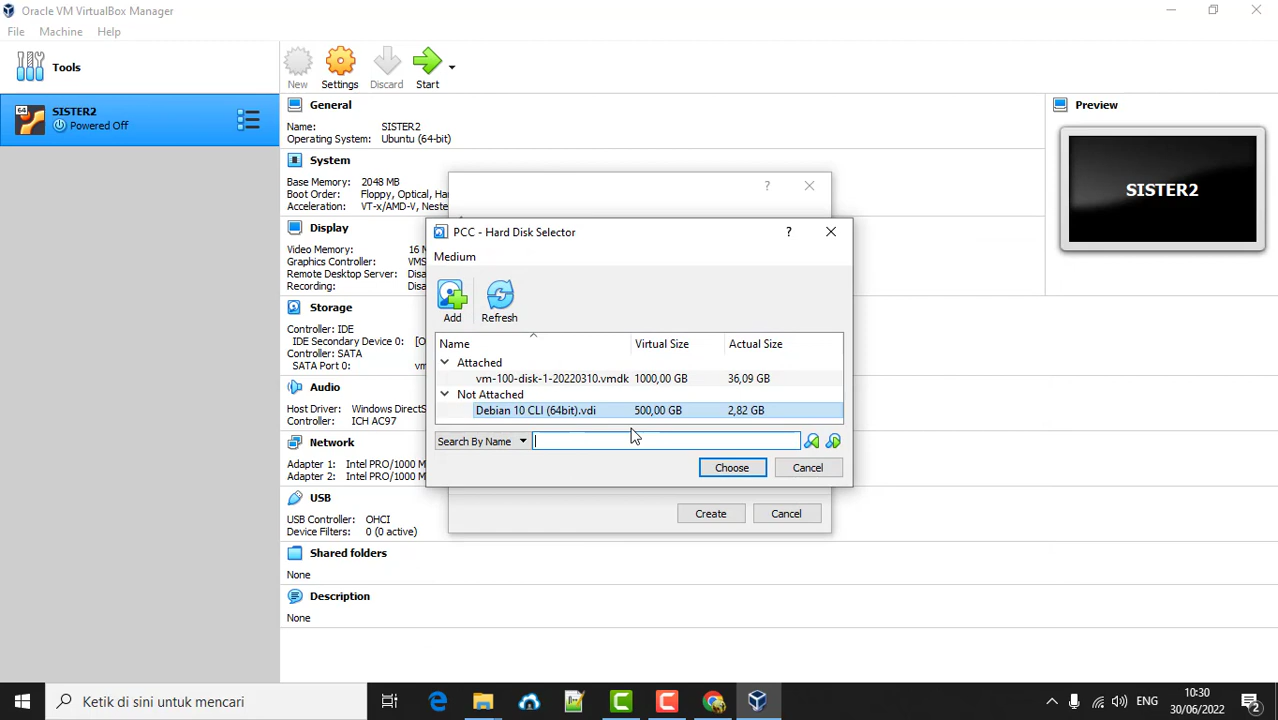 Oracle VM VirtualBox Manager
File Machine Help
Tools
New Settings Discard Start
64 SISTER2
Powered Off
General
Name: SISTER2
Operating System: Ubuntu (64-bit)
System
Base Memory: 2048 MB
Boot Order: Floppy, Optical, Ha
Acceleration: VT-x/AMD-V, Neste
Display
Video Memory: 16 M
Graphics Controller: VMS
Remote Desktop Server: Disa
Recording: Disa
Storage
Controller: IDE
IDE Secondary Device 0: [O
Controller: SATA
SATA Port 0: vm
Audio
Host Driver: Windows DirectS
Controller: ICH AC97
Network
Adapter 1: Intel PRO/1000 M
Adapter 2: Intel PRO/1000 M
USB
USB Controller: OHCI
Device Filters: 0 (0 active)
Shared folders
None
Description
None
Preview
SISTER2
?
PCC - Hard Disk Selector ?
Medium
Add Refresh
Name Virtual Size Actual Size
Attached
vm-100-disk-1-20220310.vmdk 1000,00 GB 36,09 GB
Not Attached
Debian 10 CLI (64bit).vdi 500,00 GB 2,82 GB
Search By Name
Choose Cancel
Create Cancel
Ketik di sini untuk mencari
ENG
10:30
30/06/2022
2